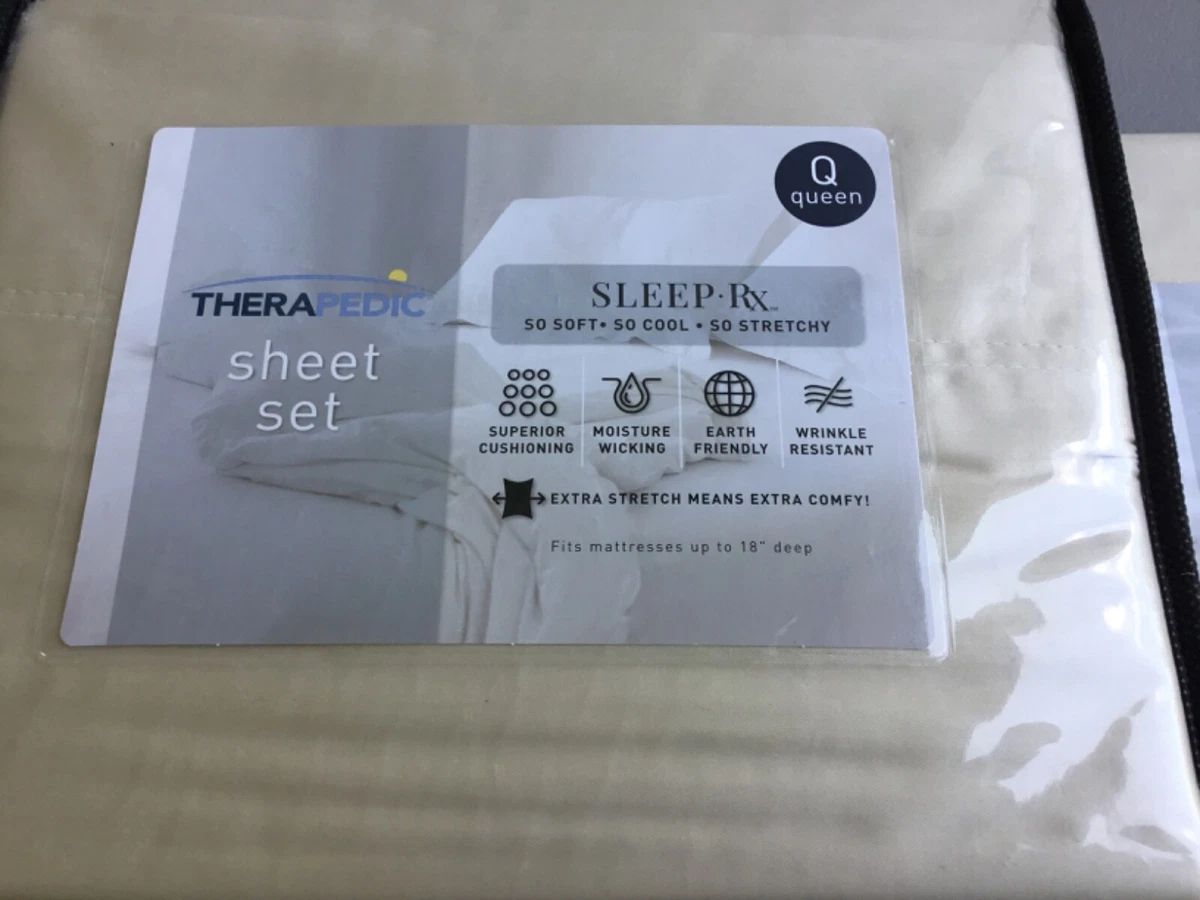 Q
queen
THERAPEDIC
sheet
set
SLEEP·Rx™
SO SOFT• SO COOL • SO STRETCHY
SUPERIOR
CUSHIONING
MOISTURE
WICKING
EARTH
FRIENDLY
WRINKLE
RESISTANT
EXTRA STRETCH MEANS EXTRA COMFY!
Fits mattresses up to 18" deep